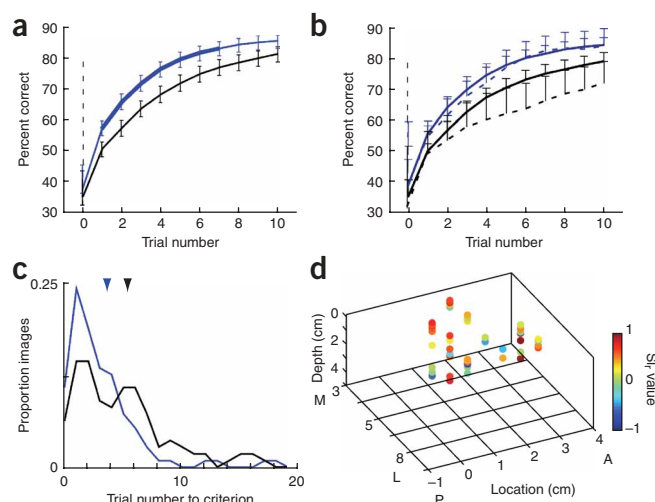 a
90
80
70
60
50
40
30
Percent correct
0 2 4 6 8 10
Trial number
b
90
80
70
60
50
40
30
Percent correct
0 2 4 6 8 10
Trial number
c
0.25
0
Proportion images
0 10 20
Trial number to criterion
d
0
2
4
Depth (cm)
M
3
5
8
L
–1
P
0
1
2
3
4
A
Location (cm)
1
0
–1
SIr value